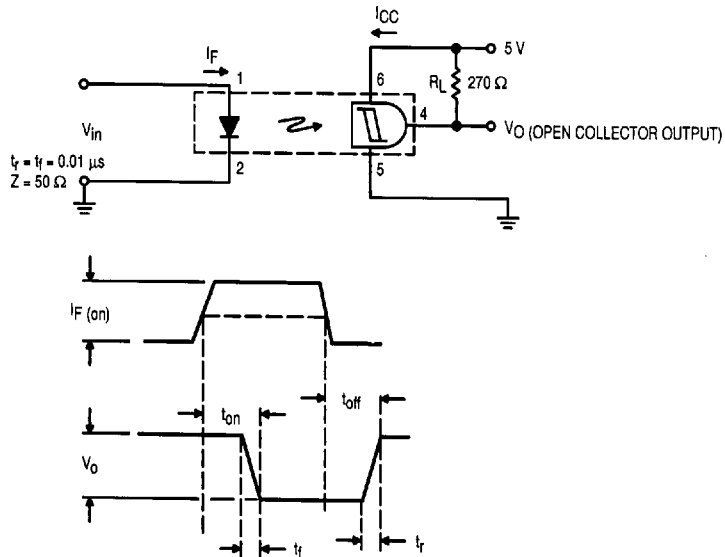 ICC
IF
5 V
1
6
RL 270 Ω
4
VO (OPEN COLLECTOR OUTPUT)
Vin
tr = tf = 0.01 μs
Z = 50 Ω
2
5
IF (on)
ton
toff
Vo
tf
tr